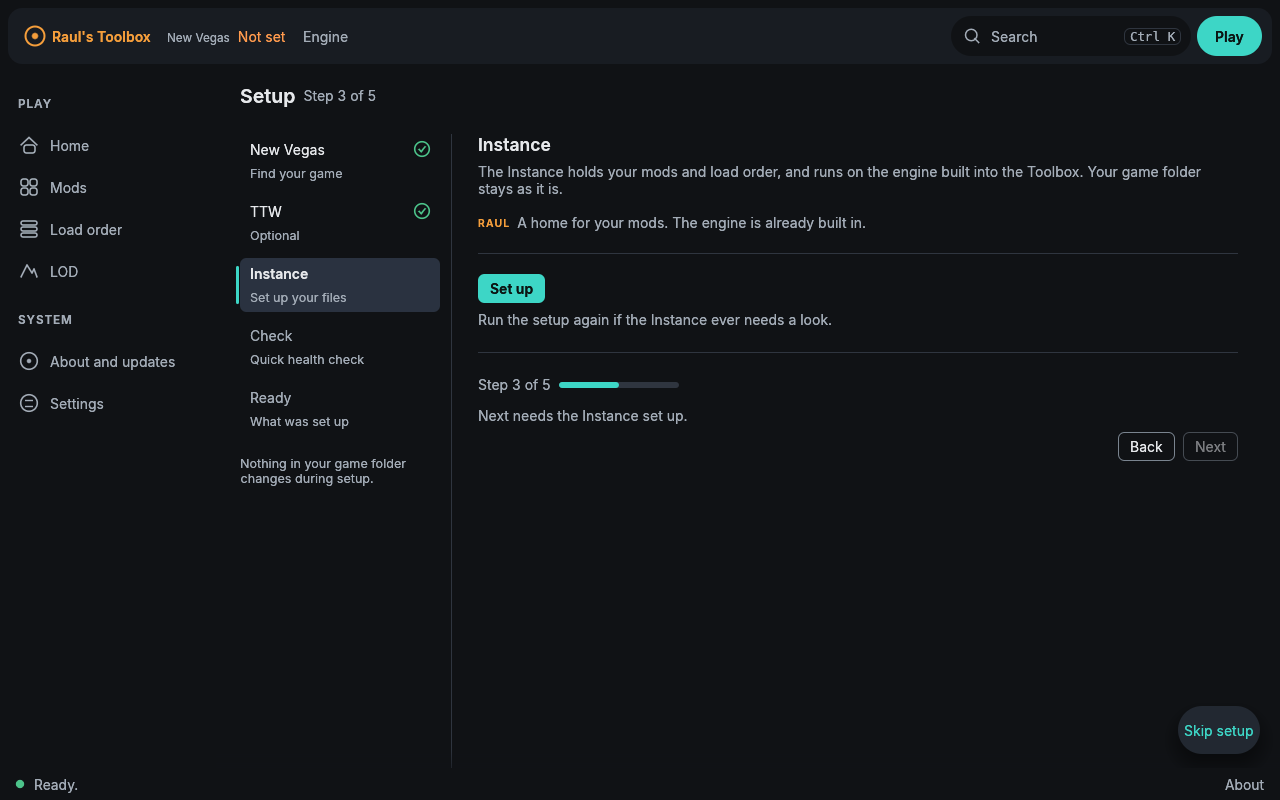 Raul's Toolbox
New Vegas Not set
Engine
Search
Ctrl K
Play
PLAY
Home
Mods
Load order
LOD
SYSTEM
About and updates
Settings
Setup Step 3 of 5
New Vegas
Find your game
TTW
Optional
Instance
Set up your files
Check
Quick health check
Ready
What was set up
Nothing in your game folder
changes during setup.
Instance
The Instance holds your mods and load order, and runs on the engine built into the Toolbox. Your game folder
stays as it is.
RAUL A home for your mods. The engine is already built in.
Set up
Run the setup again if the Instance ever needs a look.
Step 3 of 5
Next needs the Instance set up.
Back
Next
Skip setup
Ready.
About